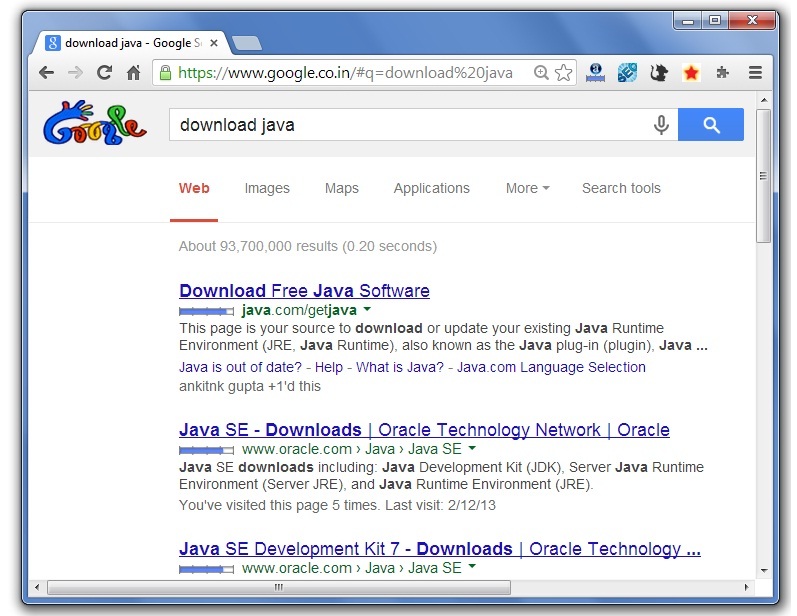 download java - Google S
https://www.google.co.in/#q=download%20java
Google
download java
Web Images Maps Applications More Search tools
About 93,700,000 results (0.20 seconds)
Download Free Java Software
java.com/getjava
This page is your source to download or update your existing Java Runtime
Environment (JRE, Java Runtime), also known as the Java plug-in (plugin), Java ...
Java is out of date? - Help - What is Java? - Java.com Language Selection
ankitnk gupta +1'd this
Java SE - Downloads | Oracle Technology Network | Oracle
www.oracle.com › Java › Java SE
Java SE downloads including: Java Development Kit (JDK), Server Java Runtime
Environment (Server JRE), and Java Runtime Environment (JRE).
You've visited this page 5 times. Last visit: 2/12/13
Java SE Development Kit 7 - Downloads | Oracle Technology ...
www.oracle.com › Java › Java SE